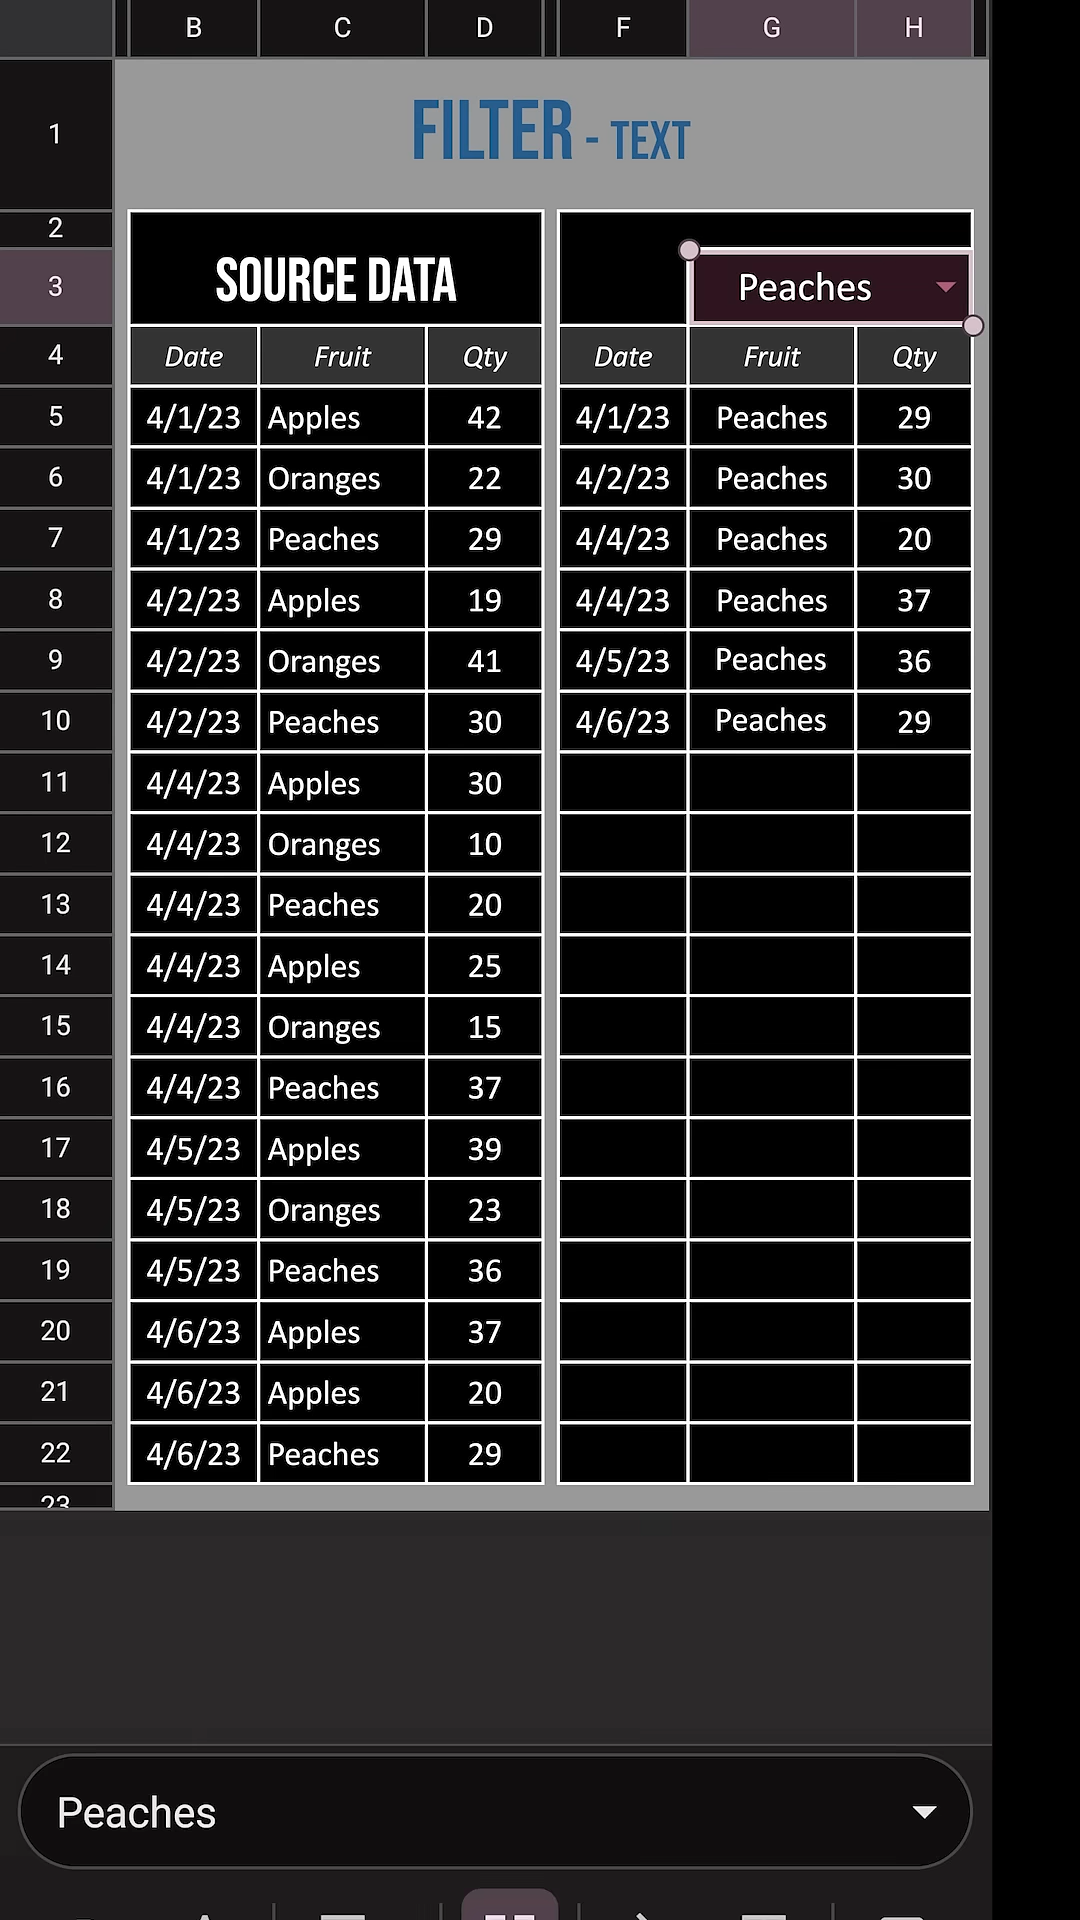 B C D F G H
1 FILTER - TEXT
2
3 SOURCE DATA Peaches
4 Date Fruit Qty Date Fruit Qty
5 4/1/23 Apples 42 4/1/23 Peaches 29
6 4/1/23 Oranges 22 4/2/23 Peaches 30
7 4/1/23 Peaches 29 4/4/23 Peaches 20
8 4/2/23 Apples 19 4/4/23 Peaches 37
9 4/2/23 Oranges 41 4/5/23 Peaches 36
10 4/2/23 Peaches 30 4/6/23 Peaches 29
11 4/4/23 Apples 30
12 4/4/23 Oranges 10
13 4/4/23 Peaches 20
14 4/4/23 Apples 25
15 4/4/23 Oranges 15
16 4/4/23 Peaches 37
17 4/5/23 Apples 39
18 4/5/23 Oranges 23
19 4/5/23 Peaches 36
20 4/6/23 Apples 37
21 4/6/23 Apples 20
22 4/6/23 Peaches 29
23
Peaches